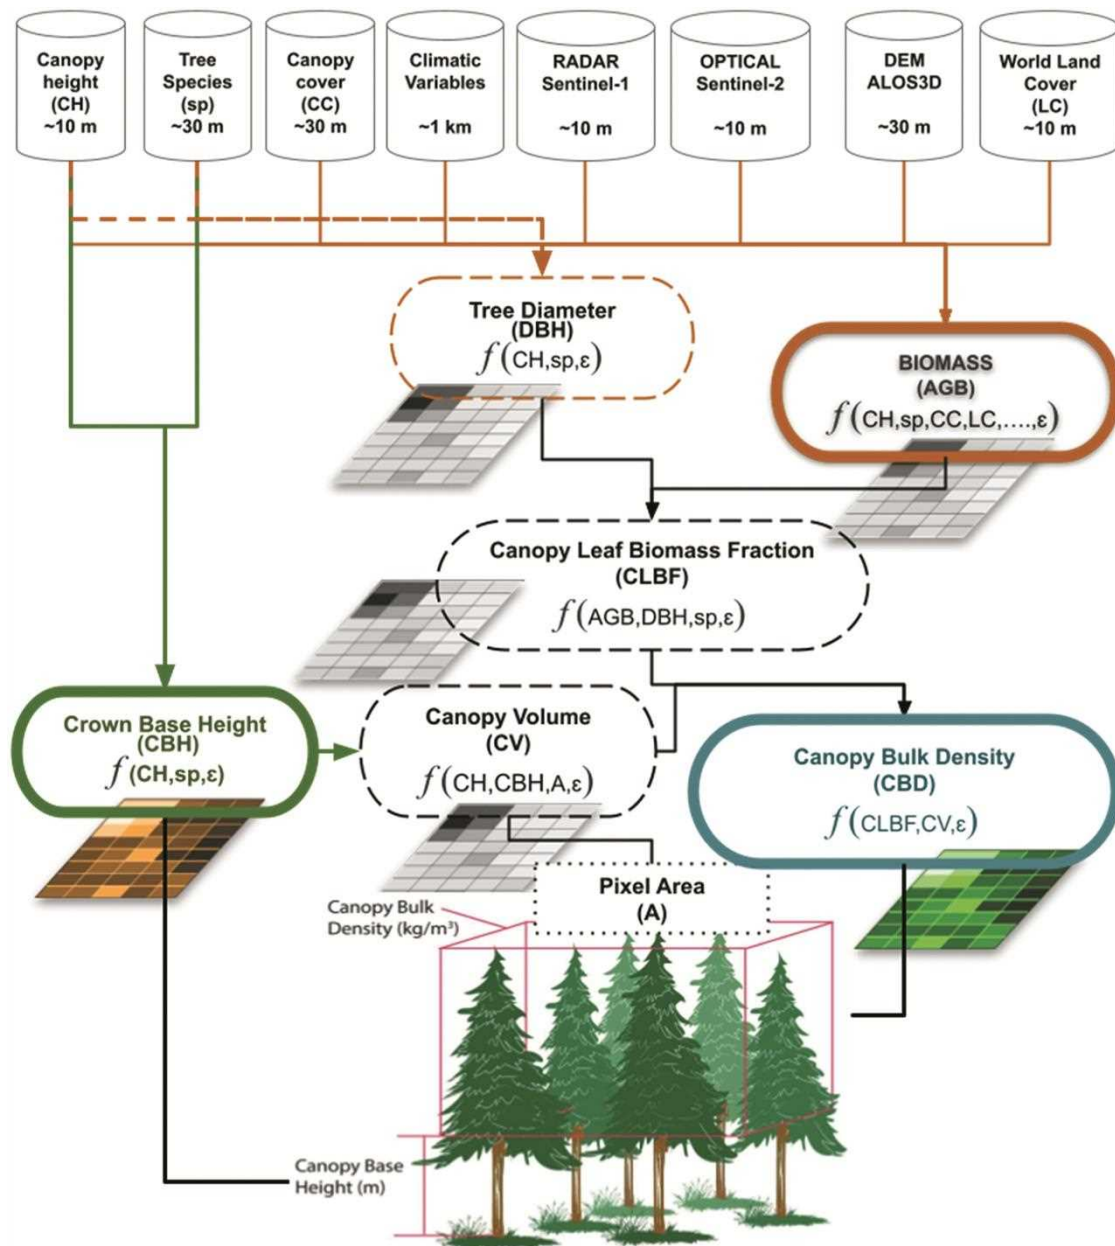 Canopy
height
(CH)
~10 m
Tree
Species
(sp)
~30 m
Canopy
cover
(CC)
~30 m
Climatic
Variables
~1 km
RADAR
Sentinel-1
~10 m
OPTICAL
Sentinel-2
~10 m
DEM
ALOS3D
~30 m
World Land
Cover
(LC)
~10 m
Tree Diameter
(DBH)
f(CH,sp,ε)
BIOMASS
(AGB)
f(CH,sp,CC,LC,....,ε)
Canopy Leaf Biomass Fraction
(CLBF)
f(AGB,DBH,sp,ε)
Crown Base Height
(CBH)
f(CH,sp,ε)
Canopy Volume
(CV)
f(CH,CBH,A,ε)
Canopy Bulk Density
(CBD)
f(CLBF,CV,ε)
Pixel Area
(A)
Canopy Bulk
Density (kg/m³)
Canopy Base
Height (m)